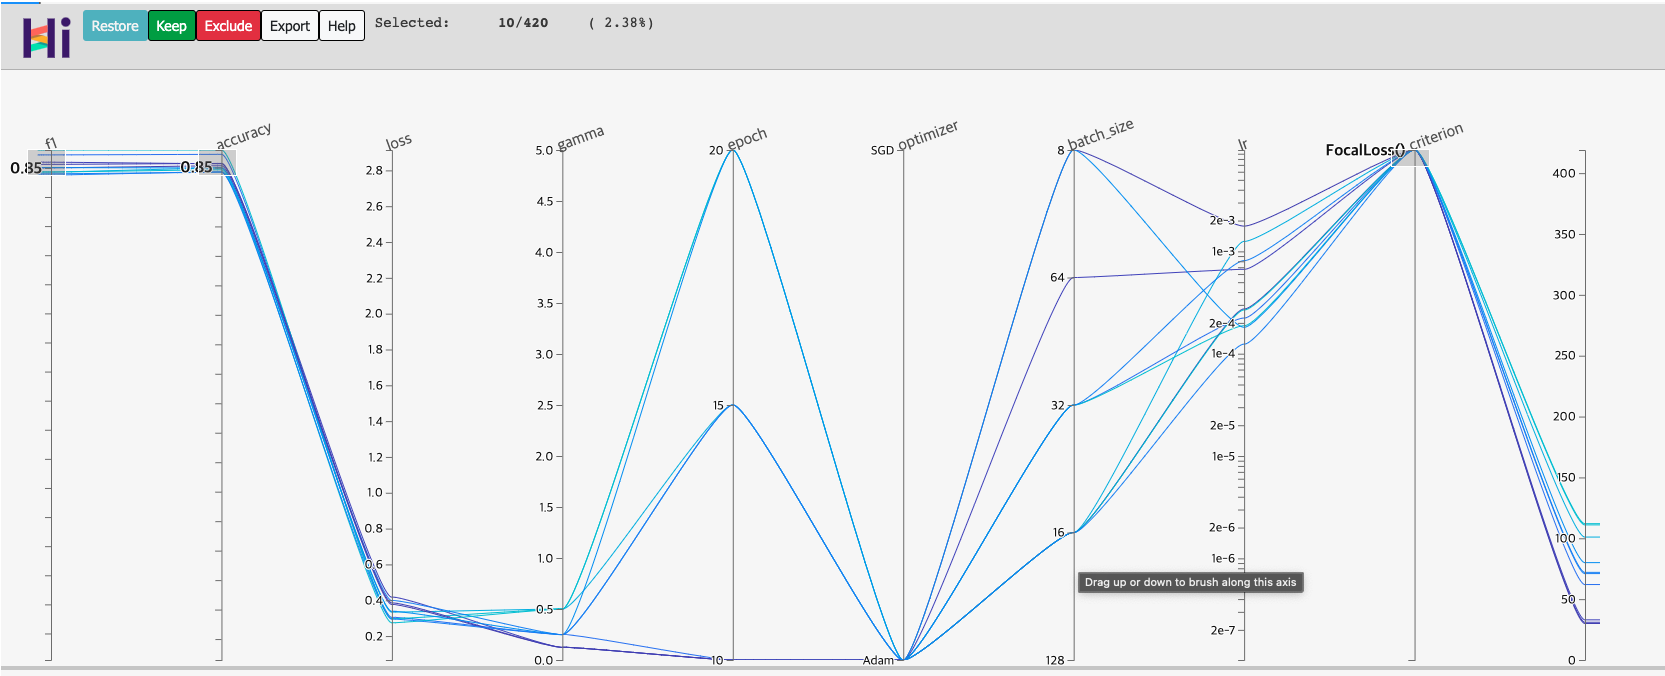 Hi
Restore Keep Exclude Export Help Selected: 10/420 ( 2.38%)
f1 accuracy loss gamma epoch optimizer batch_size lr criterion
0.85
0.85
2.8
2.6
2.4
2.2
2.0
1.8
1.6
1.4
1.2
1.0
0.8
0.6
0.4
0.2
5.0
4.5
4.0
3.5
3.0
2.5
2.0
1.5
1.0
0.5
0.0
20
15
10
SGD
Adam
8
64
32
16
128
2e-3
1e-3
2e-4
1e-4
2e-5
1e-5
2e-6
1e-6
2e-7
FocalLoss()
400
350
300
250
200
150
100
50
0
Drag up or down to brush along this axis